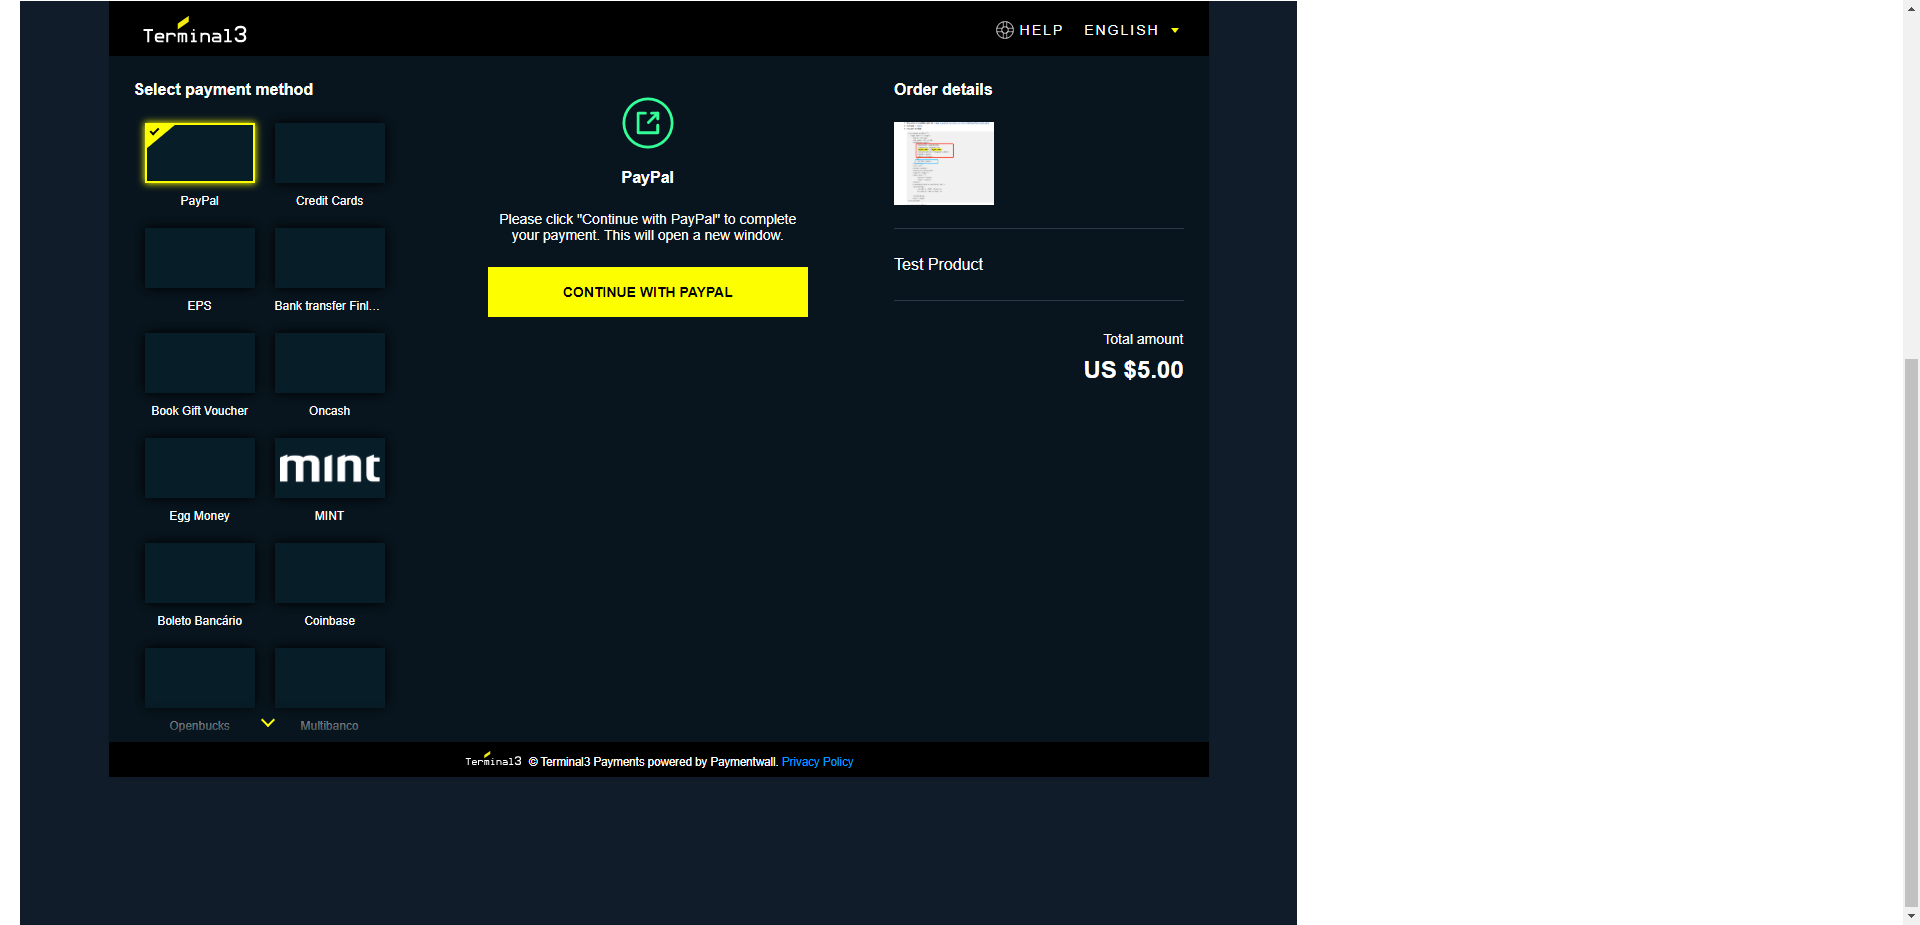 Terminal3
HELP
ENGLISH
Select payment method
PayPal
Credit Cards
EPS
Bank transfer Finl...
Book Gift Voucher
Oncash
Egg Money
mint
MINT
Boleto Bancário
Coinbase
Openbucks
Multibanco
PayPal
Please click "Continue with PayPal" to complete
your payment. This will open a new window.
CONTINUE WITH PAYPAL
Order details
Test Product
Total amount
US $5.00
Terminal3 © Terminal3 Payments powered by Paymentwall. Privacy Policy